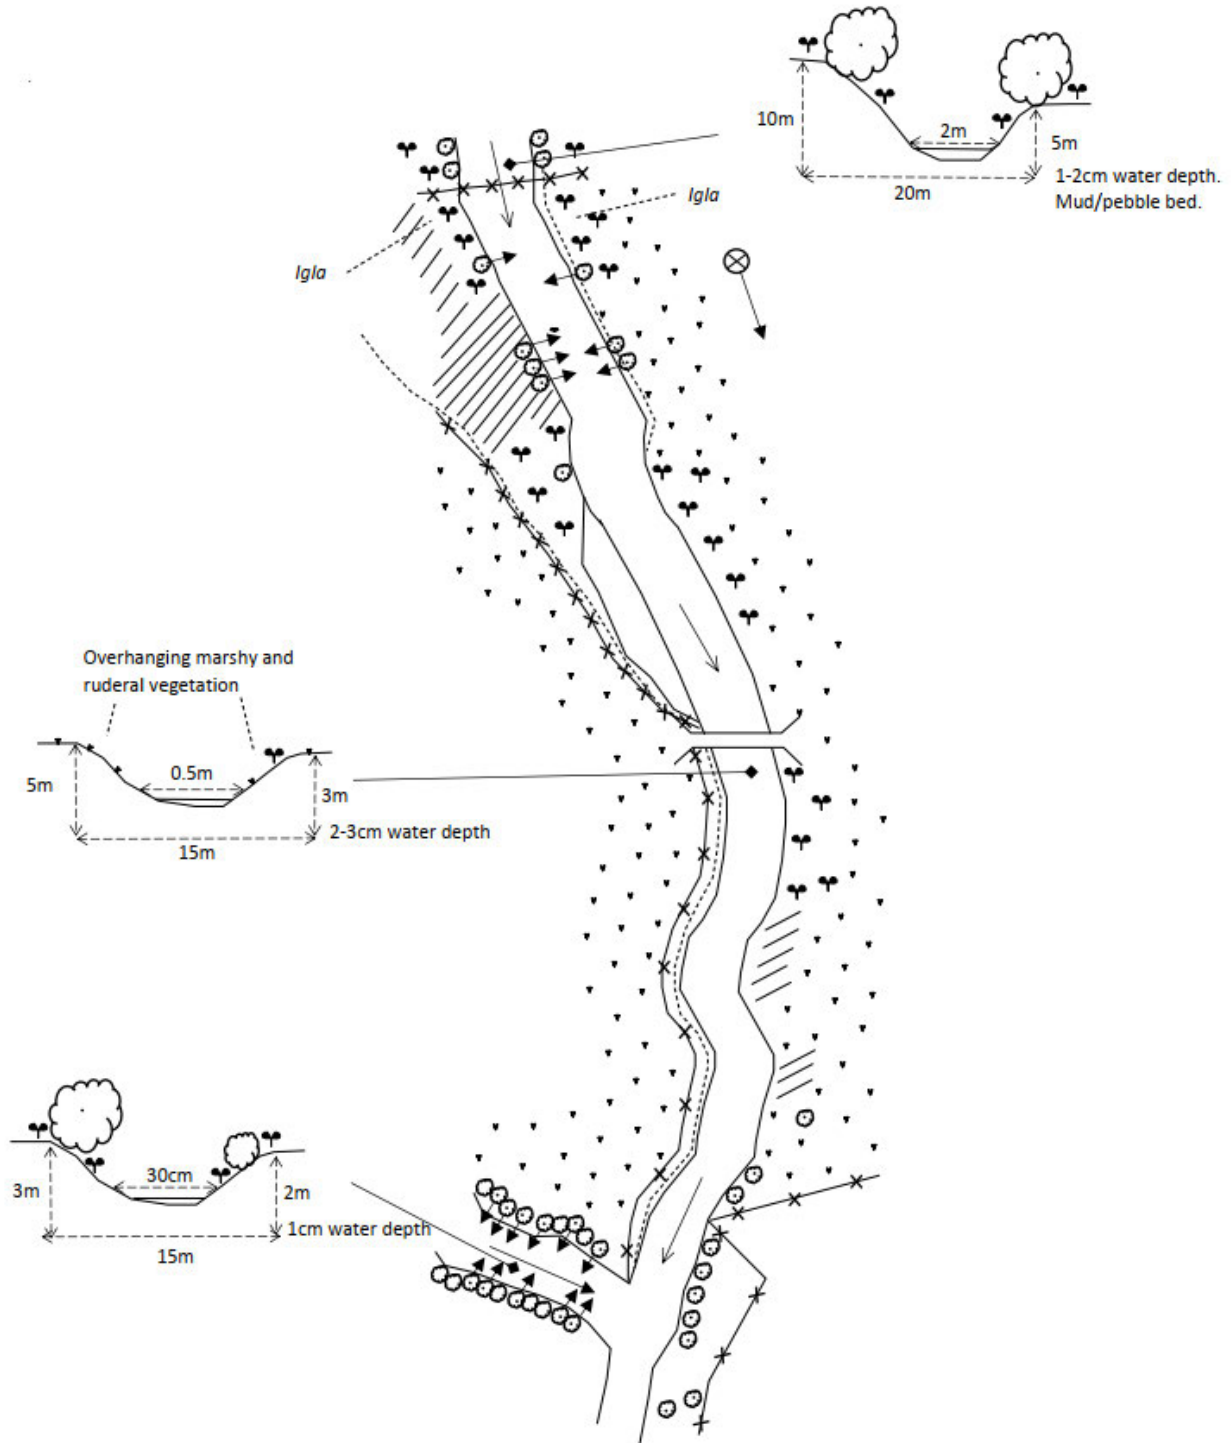 10m
2m
5m
20m
1-2cm water depth.
Mud/pebble bed.
Igla
Igla
Overhanging marshy and
ruderal vegetation
5m
0.5m
3m
15m
2-3cm water depth
3m
30cm
2m
15m
1cm water depth